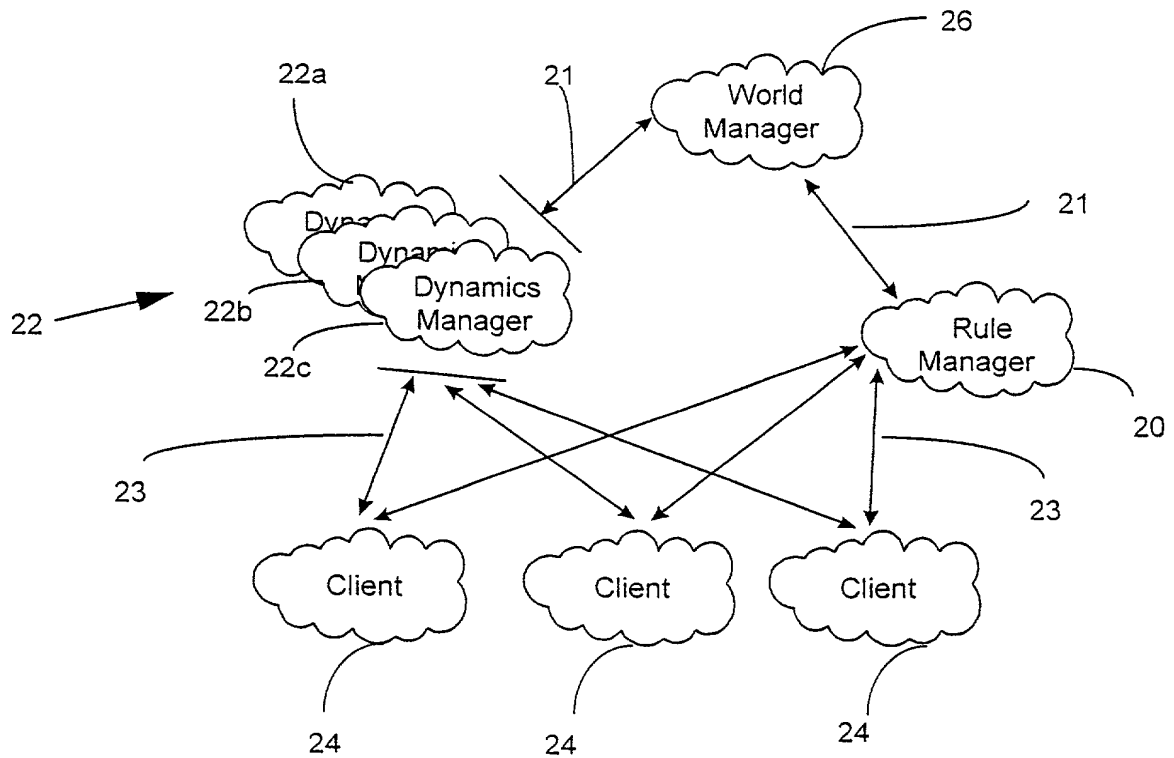 26
22a
21
World
Manager
21
Dynamics
Manager
22b
22
22c
Rule
Manager
20
23
23
Client
Client
Client
24
24
24